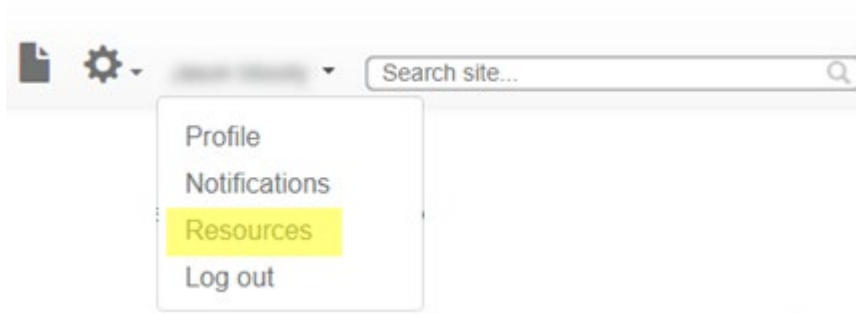 Search site...
Profile
Notifications
Resources
Log out